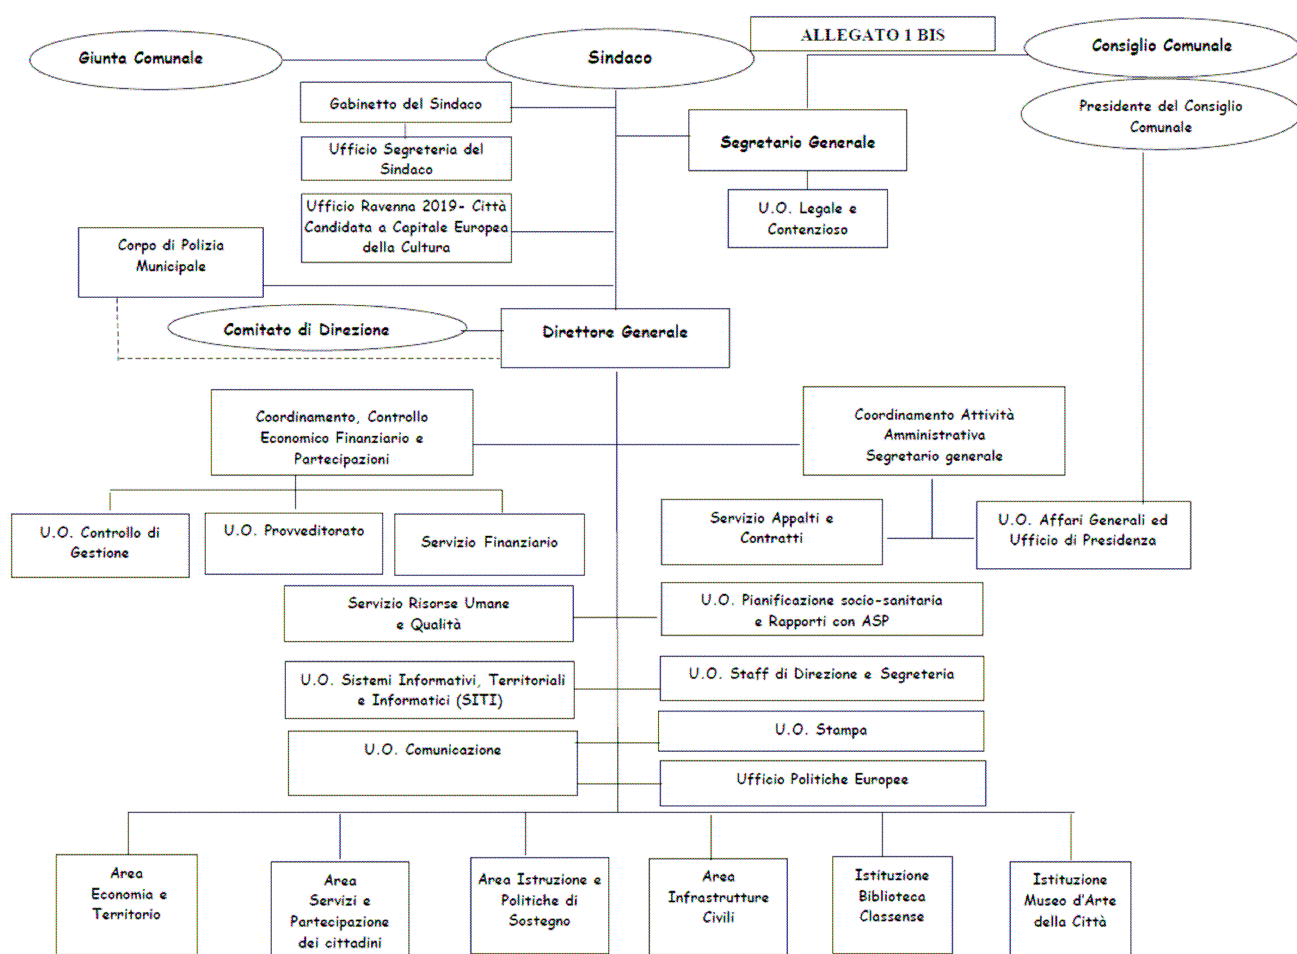 ALLEGATO 1 BIS
Giunta Comunale
Sindaco
Consiglio Comunale
Presidente del Consiglio
Comunale
Gabinetto del Sindaco
Segretario Generale
Ufficio Segreteria del
Sindaco
Ufficio Ravenna 2019- Città
Candidata a Capitale Europea
della Cultura
U.O. Legale e
Contenzioso
Corpo di Polizia
Municipale
Comitato di Direzione
Direttore Generale
Coordinamento, Controllo
Economico Finanziario e
Partecipazioni
Coordinamento Attività
Amministrativa
Segretario generale
U.O. Controllo di
Gestione
U.O. Provveditorato
Servizio Finanziario
Servizio Appalti e
Contratti
U.O. Affari Generali ed
Ufficio di Presidenza
Servizio Risorse Umane
e Qualità
U.O. Pianificazione socio-sanitaria
e Rapporti con ASP
U.O. Sistemi Informativi, Territoriali
e Informatici (SITI)
U.O. Staff di Direzione e Segreteria
U.O. Comunicazione
U.O. Stampa
Ufficio Politiche Europee
Area
Economia e
Territorio
Area
Servizi e
Partecipazione
dei cittadini
Area Istruzione e
Politiche di
Sostegno
Area
Infrastrutture
Civili
Istituzione
Biblioteca
Classense
Istituzione
Museo d'Arte
della Città